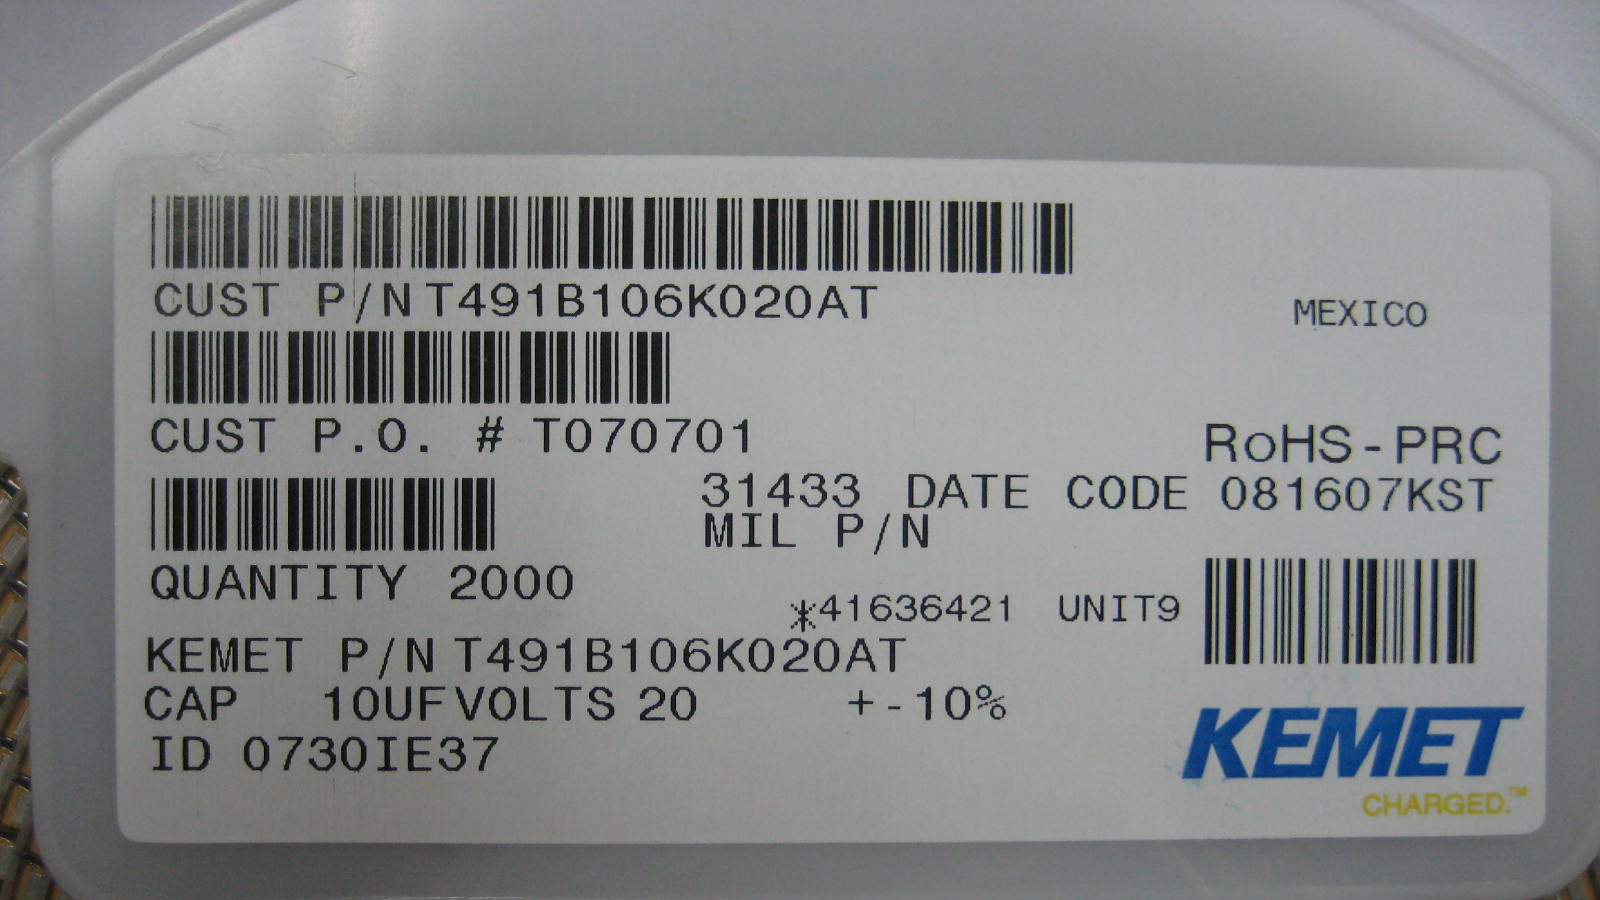 CUST P/N T491B106K020AT
MEXICO
CUST P.O. # T070701
RoHS-PRC
31433 DATE CODE 081607KST
MIL P/N
QUANTITY 2000
*41636421 UNIT9
KEMET P/N T491B106K020AT
CAP 10UF VOLTS 20 +-10%
ID 0730IE37
KEMET
CHARGED.™